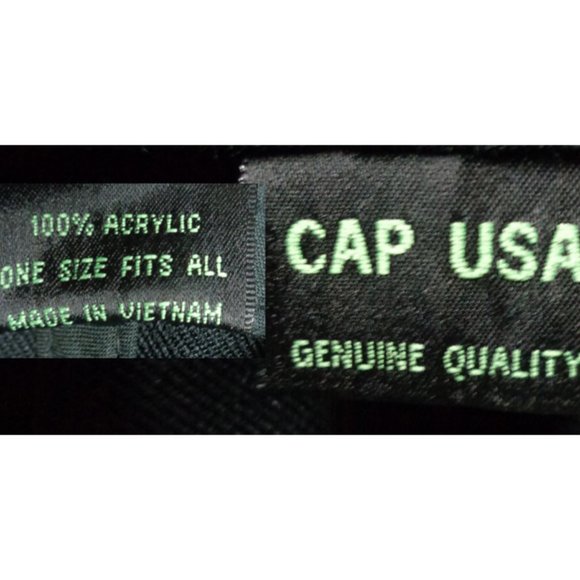 100% ACRYLIC
ONE SIZE FITS ALL
MADE IN VIETNAM
CAP USA
GENUINE QUALITY